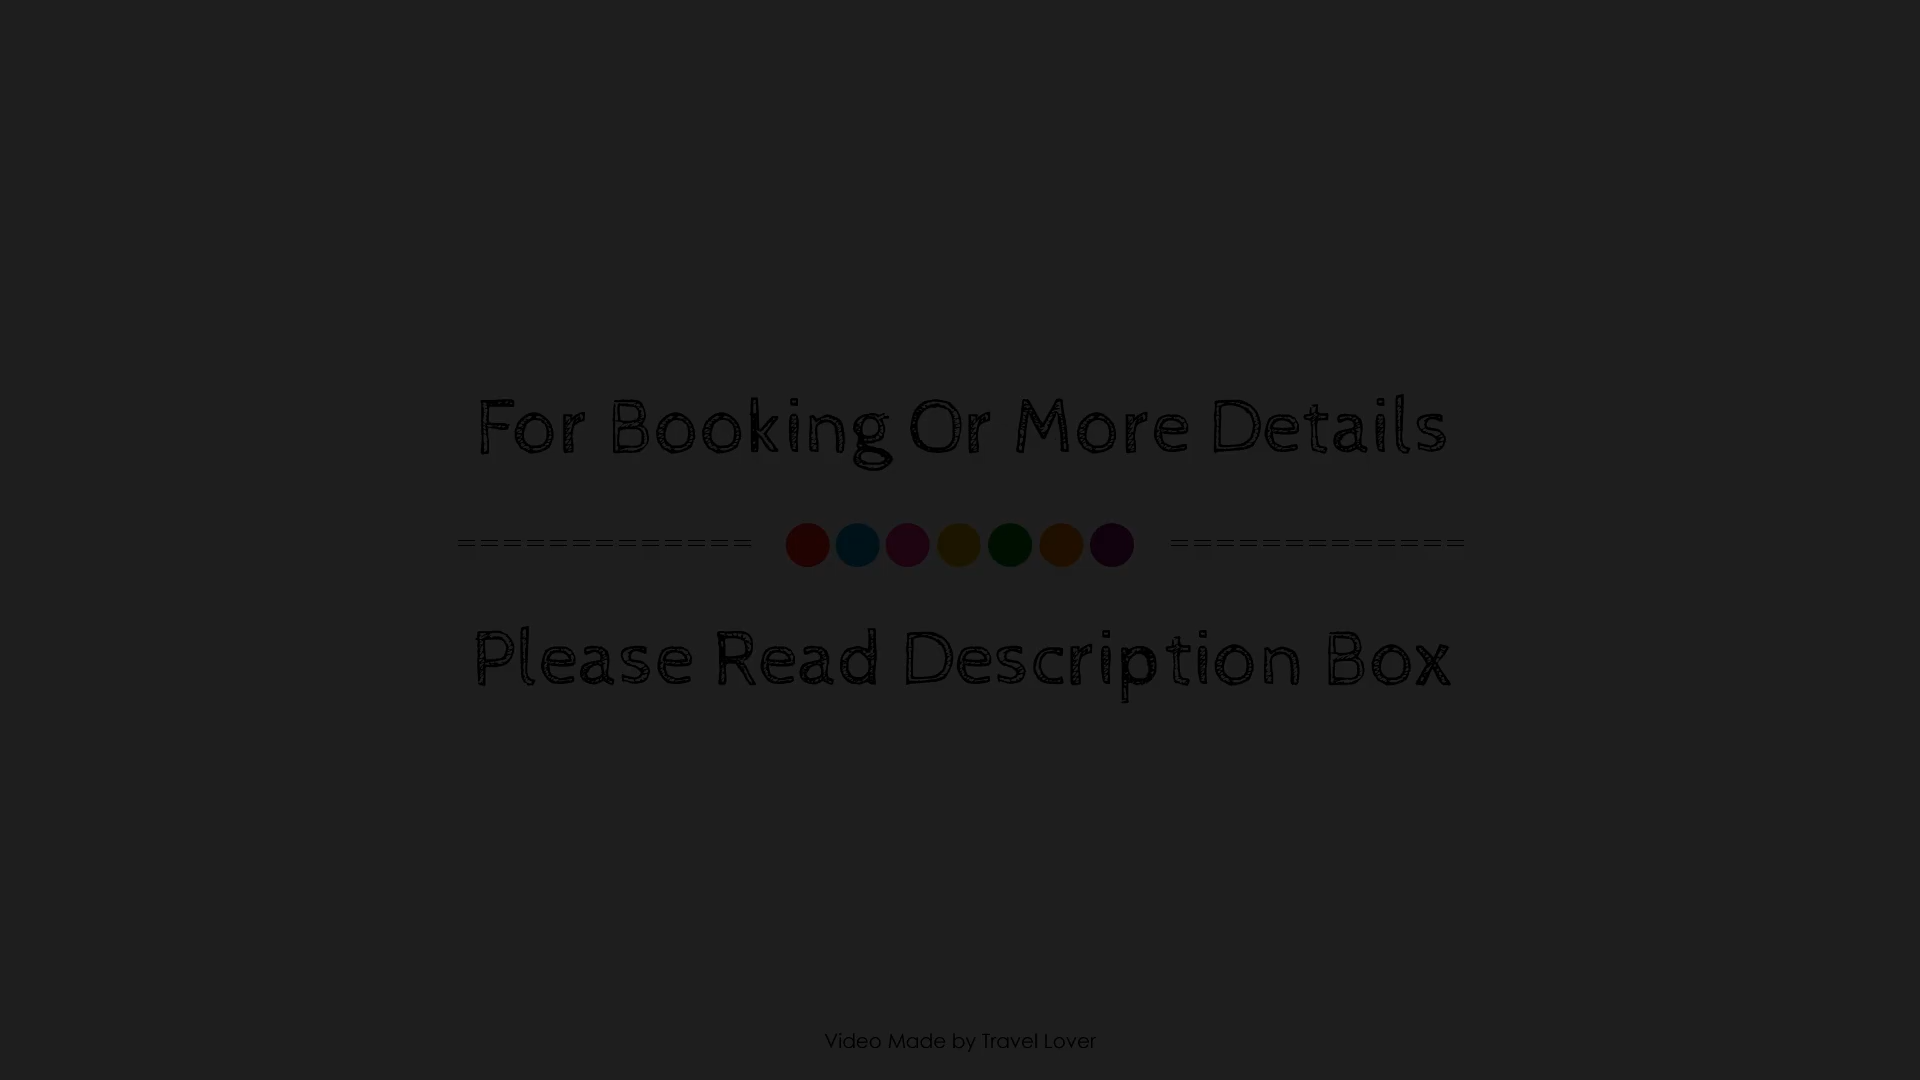 For Booking Or More Details
============= =============
Please Read Description Box
Video Made by Travel Lover